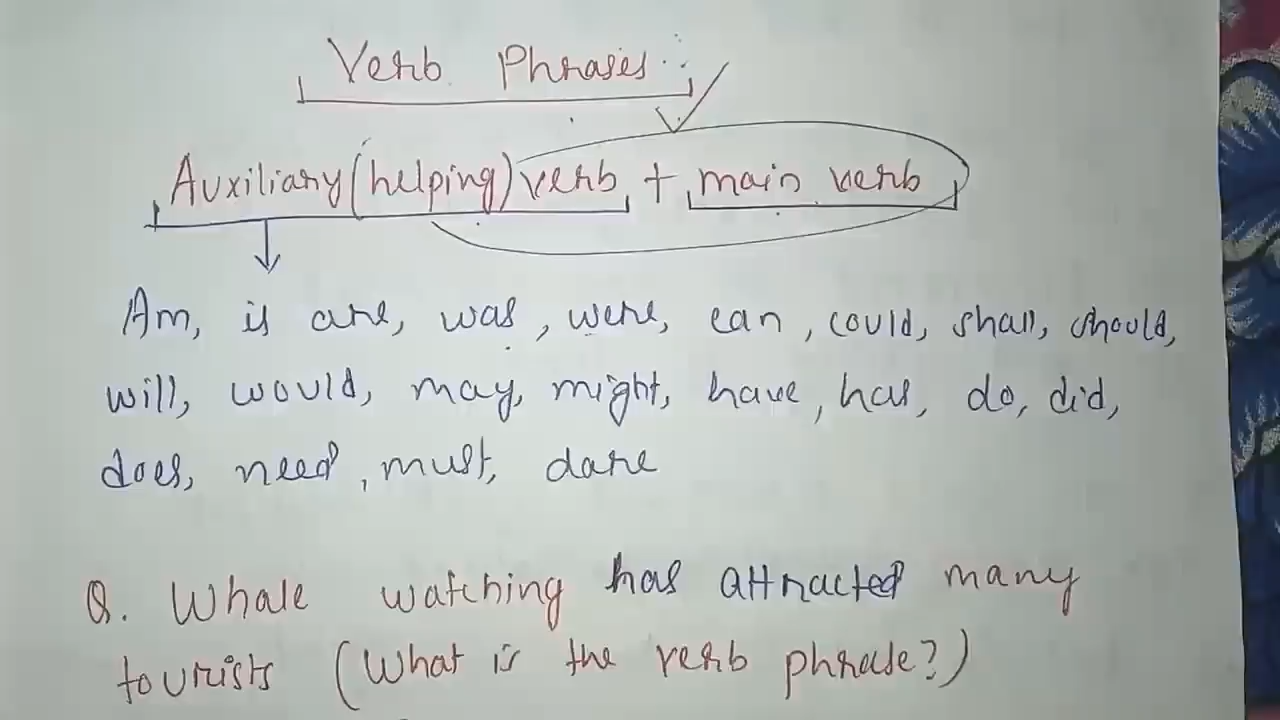 Verb Phrases
Auxiliary (helping) verb + main verb
Am, is are, was, were, can, could, shall, should,
will, would, may, might, have, has, do, did,
does, need, must, dare
Q. Whale watching has attracted many
tourists (What is the verb phrase?)